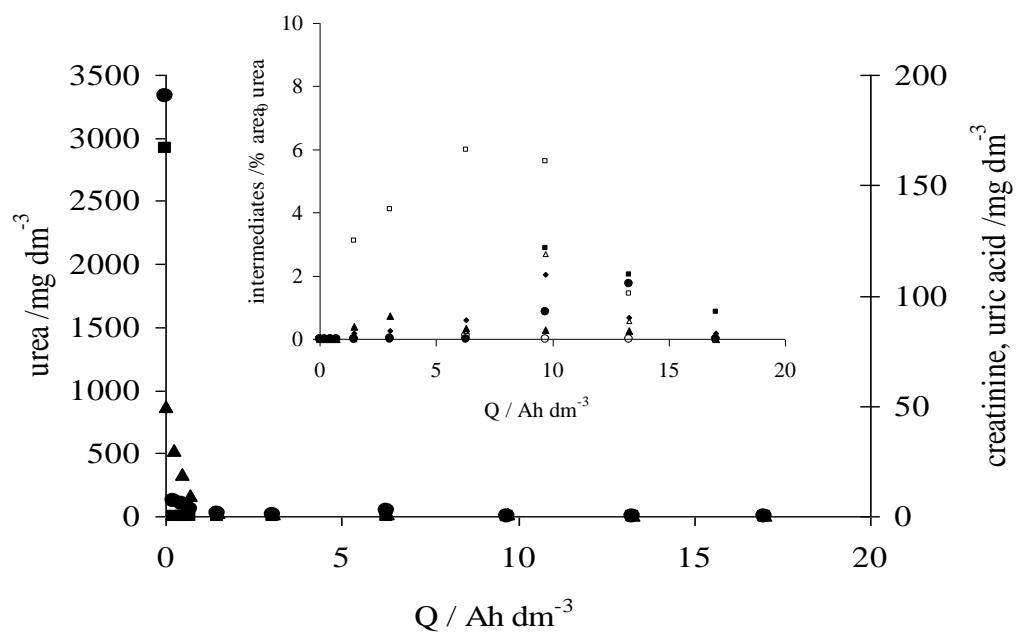 10
8
6
4
2
0
intermediates /% area₀ urea
0 5 10 15 20
Q / Ah dm⁻³
3500
3000
2500
2000
1500
1000
500
0
urea /mg dm⁻³
200
150
100
50
0
creatinine, uric acid /mg dm⁻³
0 5 10 15 20
Q / Ah dm⁻³